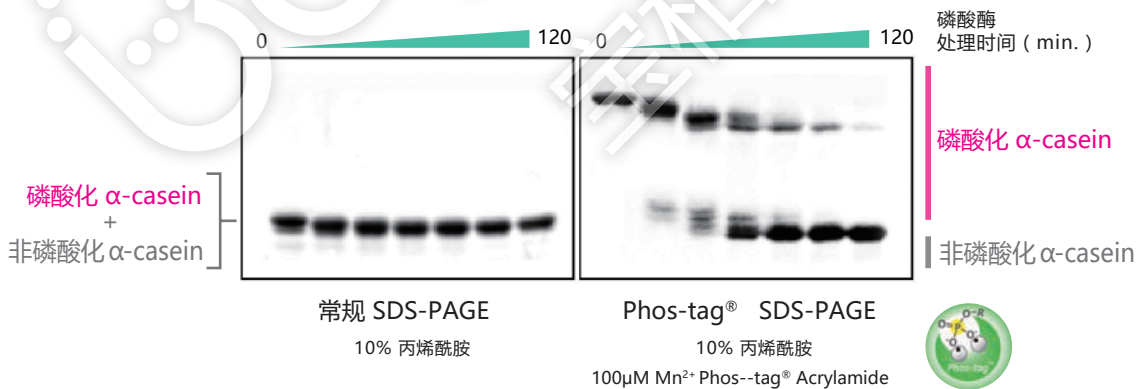 磷酸酶
0 120 0 120 处理时间 ( min. )
磷酸化 α-casein
磷酸化 α-casein
+
非磷酸化 α-casein
非磷酸化 α-casein
常规 SDS-PAGE Phos-tag® SDS-PAGE
10% 丙烯酰胺 10% 丙烯酰胺
100μM Mn²⁺ Phos--tag® Acrylamide
O=P O-R O⁻ ⁻O
Phos-tag™